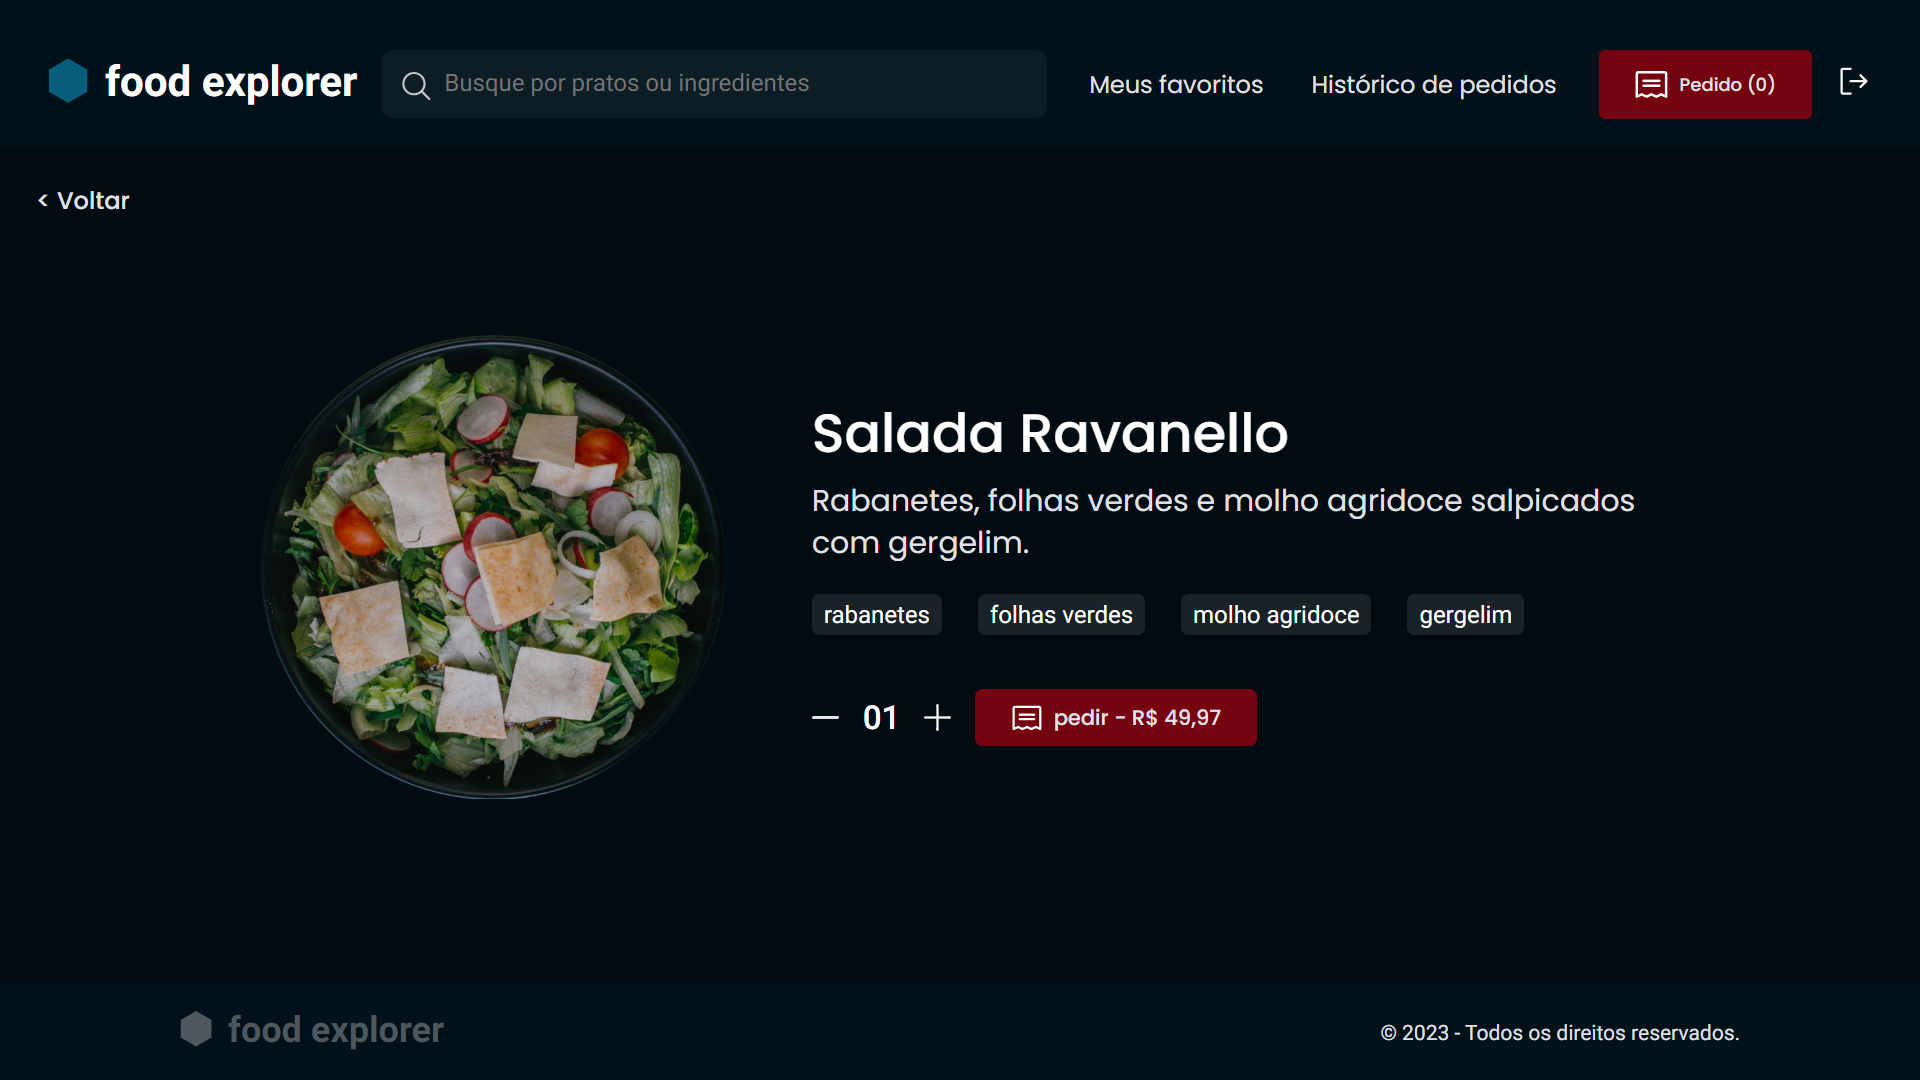 food explorer
Busque por pratos ou ingredientes
Meus favoritos
Histórico de pedidos
Pedido (0)
< Voltar
Salada Ravanello
Rabanetes, folhas verdes e molho agridoce salpicados
com gergelim.
rabanetes
folhas verdes
molho agridoce
gergelim
01
pedir - R$ 49,97
food explorer
© 2023 - Todos os direitos reservados.